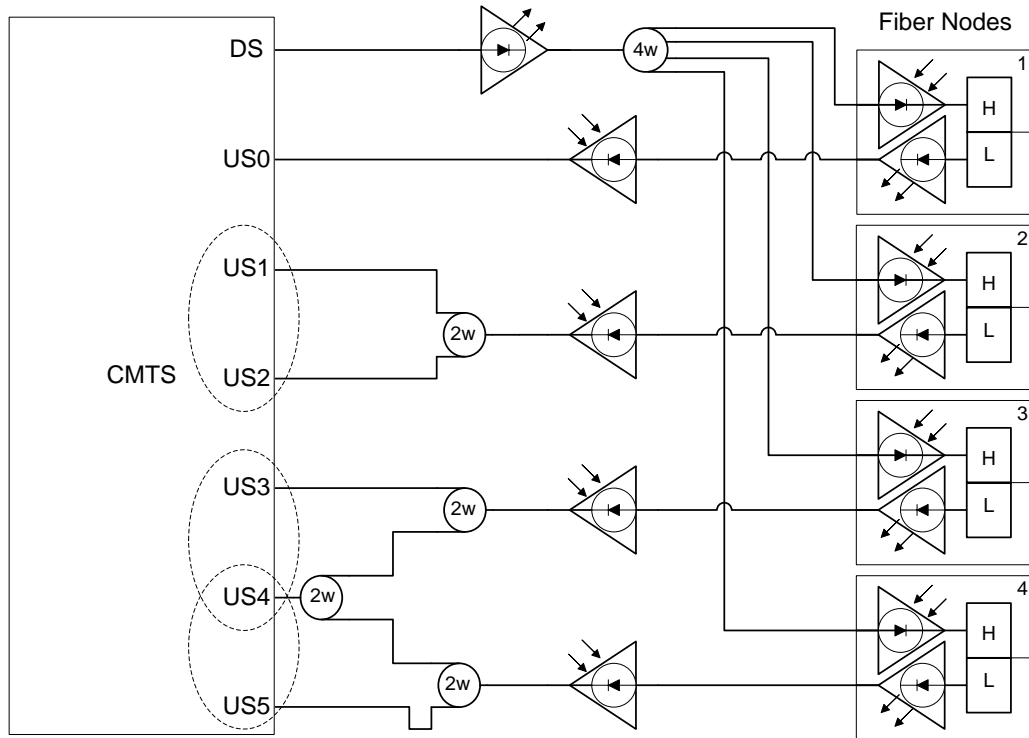 Fiber Nodes
DS
4w
1
H
L
US0
2
H
L
US1
2w
US2
CMTS
3
H
L
US3
2w
US4
2w
4
H
L
US5
2w